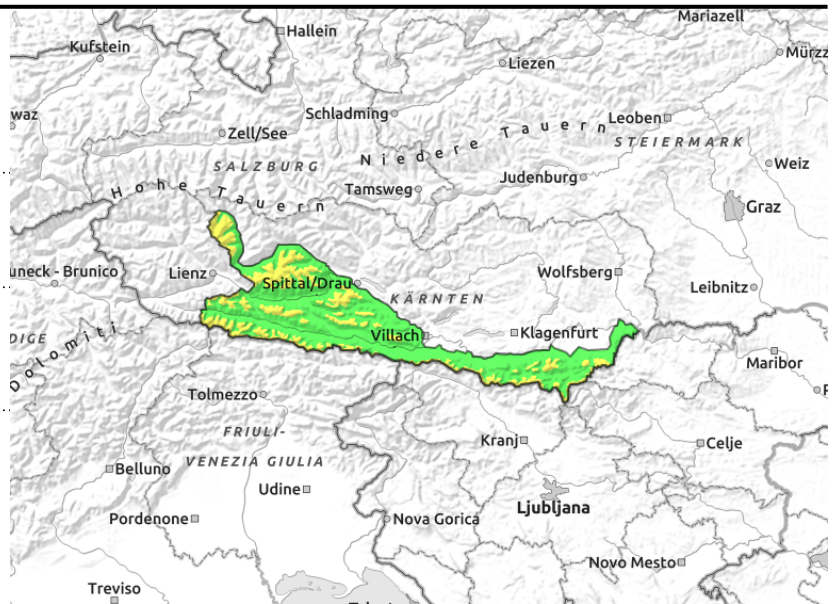 Mariazell
Hallein
Kufstein
Mürzz
Liezen
waz
Schladming
Leoben
Zell/See
Niedere Tauern
STEIERMARK
SALZBURG
Weiz
Hohe Tauern
Tamsweg
Judenburg
Graz
uneck - Brunico
Lienz
Wolfsberg
Spittal/Drau
KÄRNTEN
Leibnitz
Villach
Klagenfurt
DIGE
Dolomiti
Maribor
Tolmezzo
FRIULI-
VENEZIA GIULIA
Kranj
Celje
Belluno
Udine
Ljubljana
Pordenone
Nova Gorica
Novo Mesto
Treviso